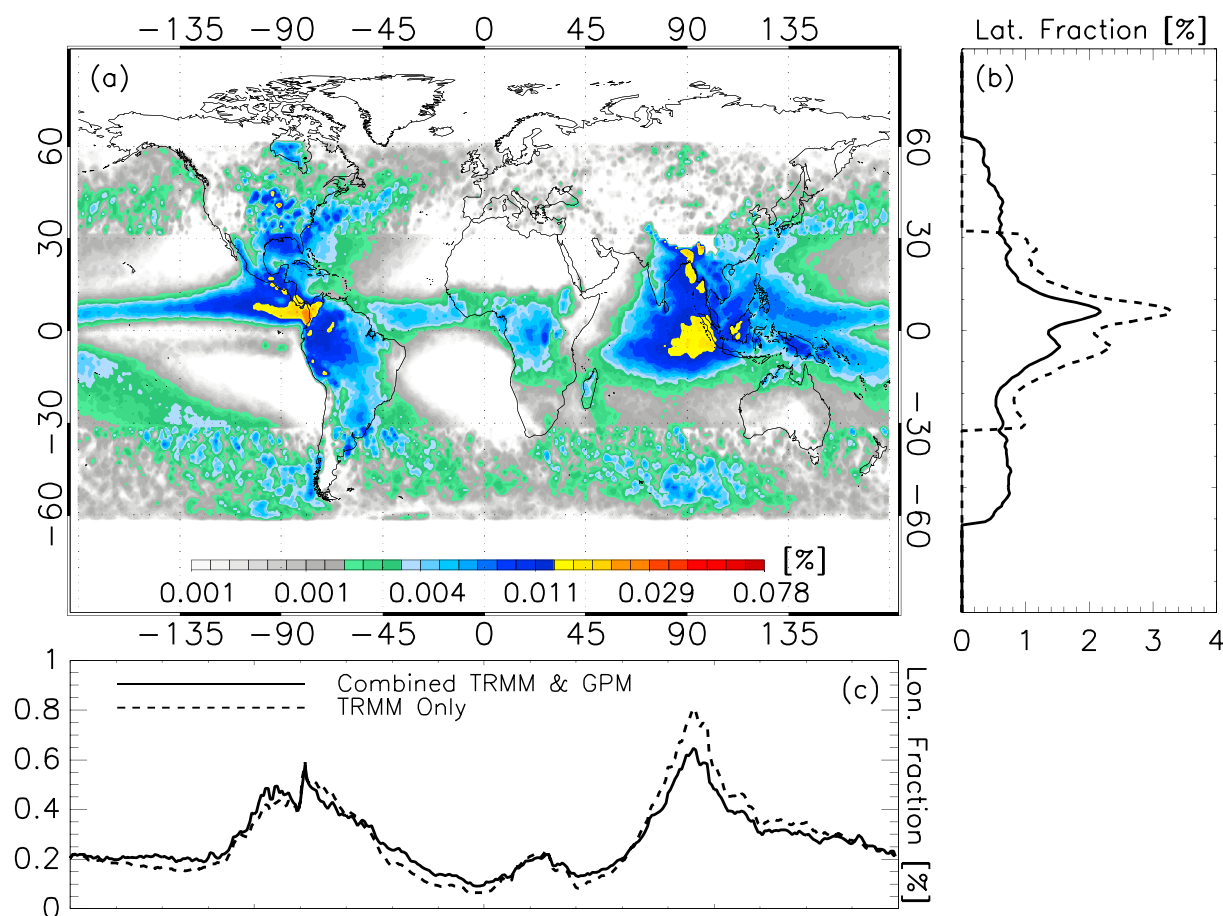 −135 −90 −45 0 45 90 135
Lat. Fraction [%]
(a)
(b)
60 60
30 30
0 0
−30 −30
−60 −60
[%]
0.001 0.001 0.004 0.011 0.029 0.078
−135 −90 −45 0 45 90 135
0 1 2 3 4
1
Combined TRMM & GPM
TRMM Only
(c)
0.8
0.6
0.4
0.2
0
Lon. Fraction [%]